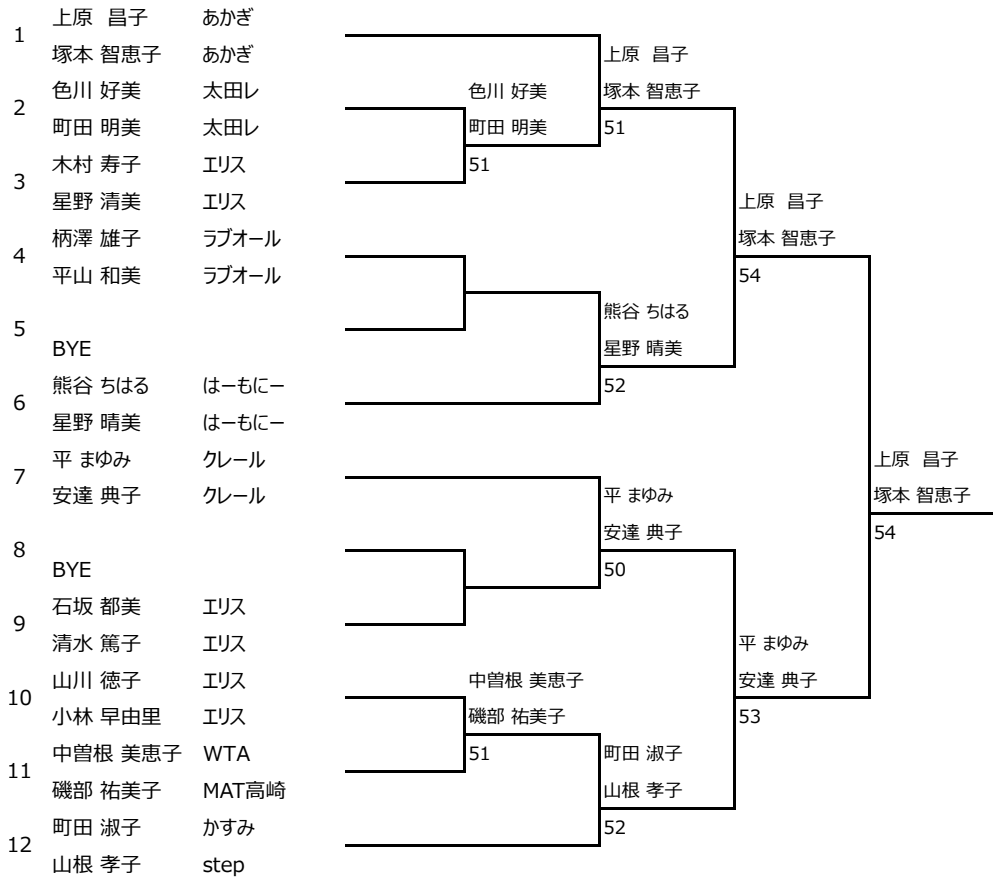 上原 昌子 あかぎ
1
塚本 智恵子 あかぎ
上原 昌子
色川 好美 太田レ 色川 好美 塚本 智恵子
2
町田 明美 太田レ 町田 明美 51
木村 寿子 エリス 51
3
星野 清美 エリス 上原 昌子
柄澤 雄子 ラブオール 塚本 智恵子
4
平山 和美 ラブオール 54
熊谷 ちはる
5
BYE 星野 晴美
熊谷 ちはる はーもにー 52
6
星野 晴美 はーもにー
平 まゆみ クレール 上原 昌子
7
安達 典子 クレール 平 まゆみ 塚本 智恵子
安達 典子 54
8
BYE 50
石坂 都美 エリス
9
清水 篤子 エリス 平 まゆみ
山川 徳子 エリス 中曽根 美恵子 安達 典子
10
小林 早由里 エリス 磯部 祐美子 53
中曽根 美恵子 WTA 51 町田 淑子
11
磯部 祐美子 MAT高崎 山根 孝子
町田 淑子 かすみ 52
12
山根 孝子 step